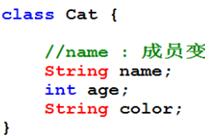 class Cat {
//name : 成员变
String name;
int age;
String color;
}